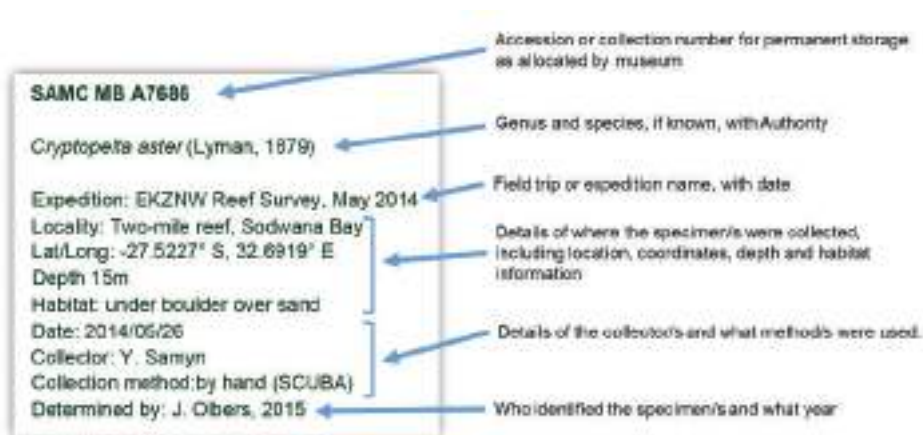 Accession or collection number for permanent storage
as allocated by museum
SAMC MB A7686
Genus and species, if known, with Authority
Cryptopelta aster (Lyman, 1879)
Field trip or expedition name, with date
Expedition: EKZNW Reef Survey, May 2014
Locality: Two-mile reef, Sodwana Bay
Lat/Long: -27.5227° S, 32.6919° E
Depth 15m
Habitat: under boulder over sand
Details of where the specimen/s were collected,
including location, coordinates, depth and habitat
information
Date: 2014/05/26
Collector: Y. Samyn
Collection method:by hand (SCUBA)
Details of the collector/s and what method/s were used.
Determined by: J. Olbers, 2015
Who identified the specimen/s and what year